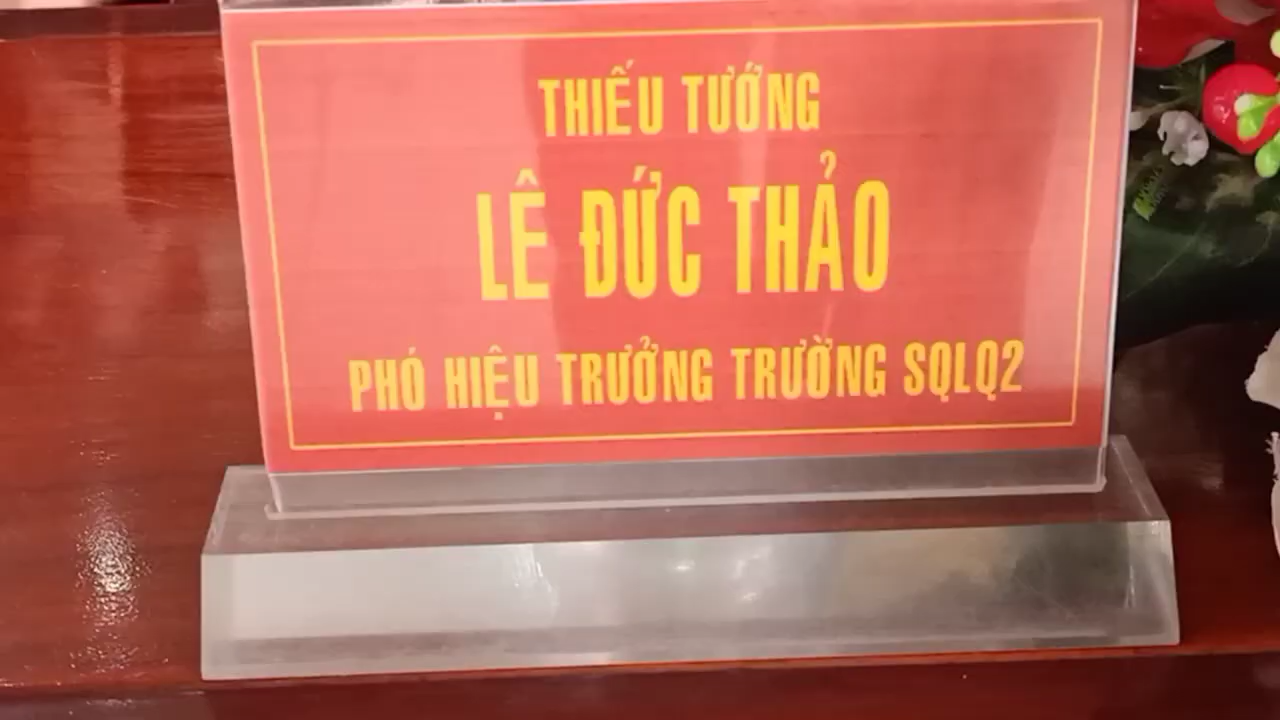 THIẾU TƯỚNG
LÊ ĐỨC THẢO
PHÓ HIỆU TRƯỞNG TRƯỜNG SQLQ2